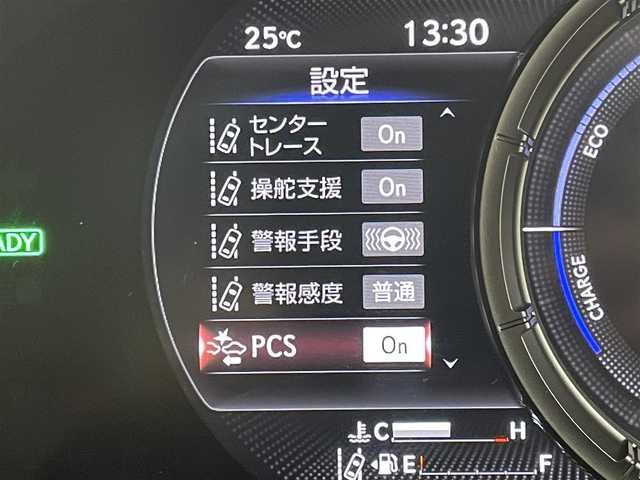 25℃
13:30
設定
センター
トレース
On
操舵支援
On
警報手段
警報感度
普通
PCS
On
ADY
ECO
CHARGE
C
H
E
F